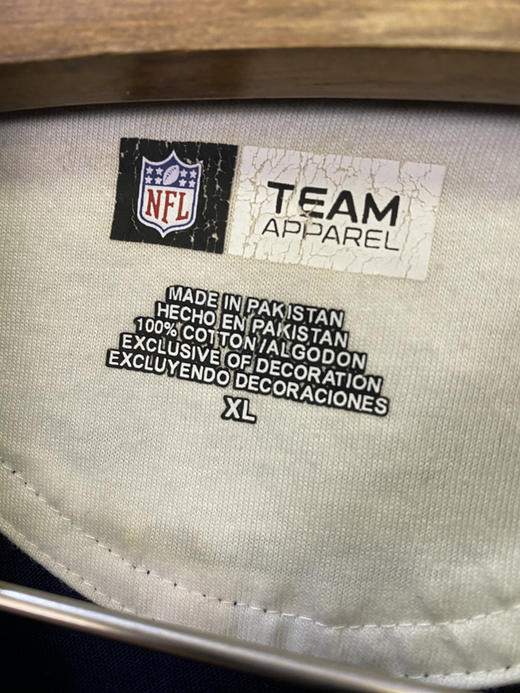 NFL
TEAM
APPAREL
MADE IN PAKISTAN
HECHO EN PAKISTAN
100% COTTON/ALGODON
EXCLUSIVE OF DECORATION
EXCLUYENDO DECORACIONES
XL